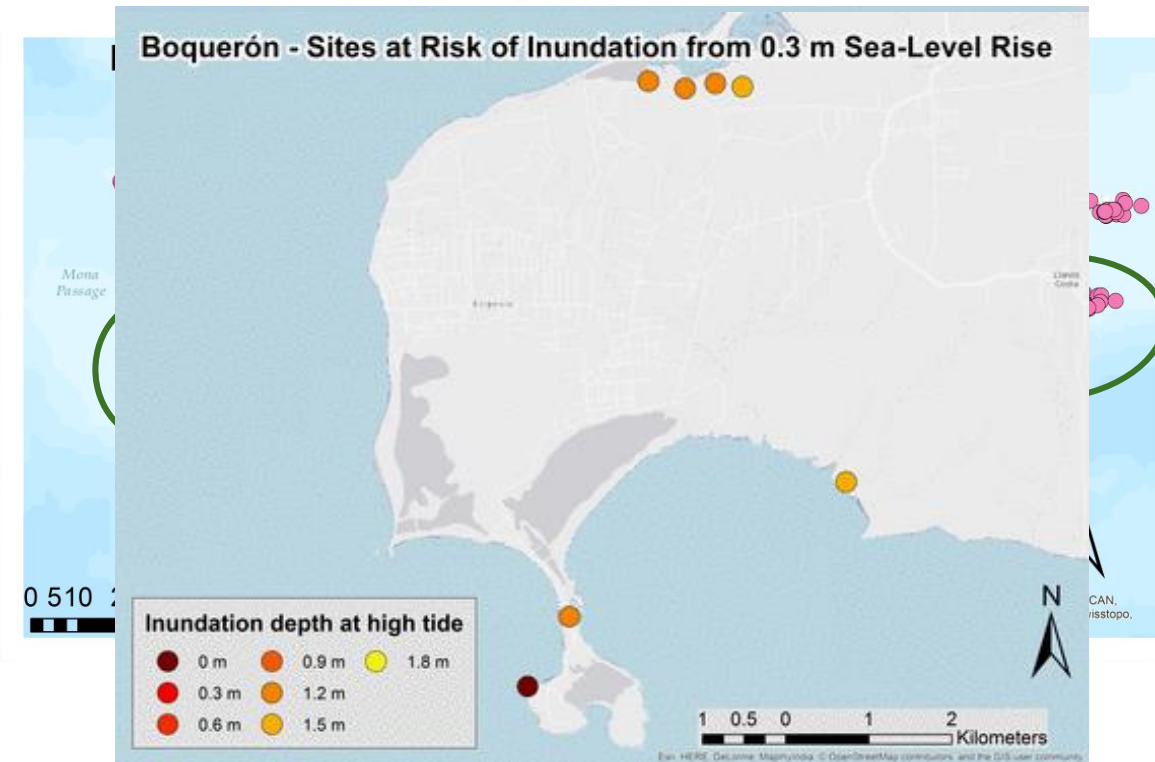 Boquerón - Sites at Risk of Inundation from 0.3 m Sea-Level Rise
Mona
Passage
0 510
Inundation depth at high tide
0 m 0.9 m 1.8 m
0.3 m 1.2 m
0.6 m 1.5 m
N
1 0.5 0 1 2
Kilometers
CAN,
isstopo,
Esri, HERE, DeLorme, MapmyIndia, © OpenStreetMap contributors, and the GIS user community